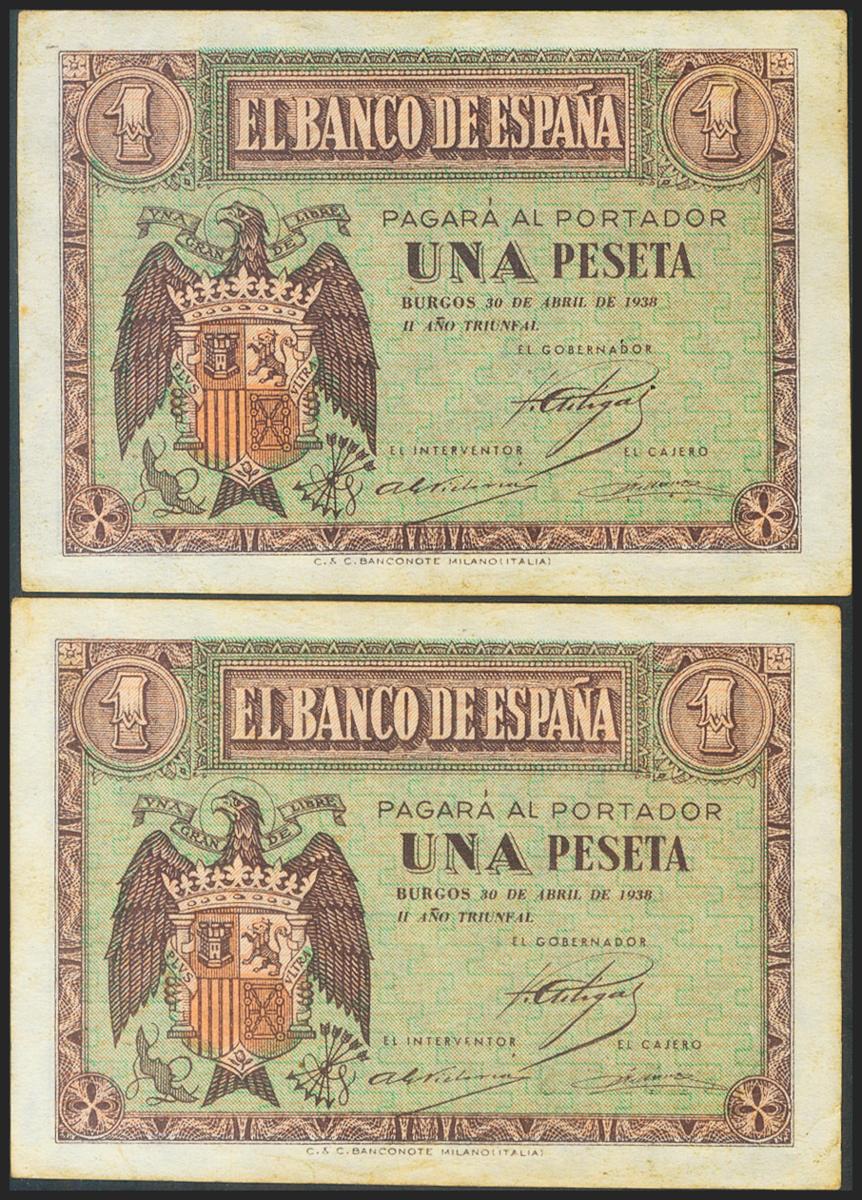 1 EL BANCO DE ESPAÑA 1
VNA GRANDE LIBRE
PAGARÁ AL PORTADOR
UNA PESETA
BURGOS 30 DE ABRIL DE 1938
II AÑO TRIUNFAL
EL GOBERNADOR
PLVS VLTRA
EL INTERVENTOR EL CAJERO
C. & C. BANCONOTE MILANO (ITALIA)
1 EL BANCO DE ESPAÑA 1
VNA GRANDE LIBRE
PAGARÁ AL PORTADOR
UNA PESETA
BURGOS 30 DE ABRIL DE 1938
II AÑO TRIUNFAL
EL GOBERNADOR
PLVS VLTRA
EL INTERVENTOR EL CAJERO
C. & C. BANCONOTE MILANO (ITALIA)